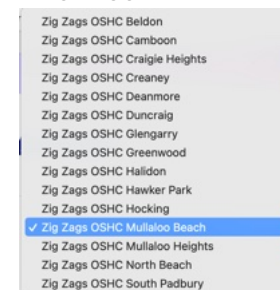 Zig Zags OSHC Beldon
Zig Zags OSHC Camboon
Zig Zags OSHC Craigie Heights
Zig Zags OSHC Creaney
Zig Zags OSHC Deanmore
Zig Zags OSHC Duncraig
Zig Zags OSHC Glengarry
Zig Zags OSHC Greenwood
Zig Zags OSHC Halidon
Zig Zags OSHC Hawker Park
Zig Zags OSHC Hocking
✓ Zig Zags OSHC Mullaloo Beach
Zig Zags OSHC Mullaloo Heights
Zig Zags OSHC North Beach
Zig Zags OSHC South Padbury